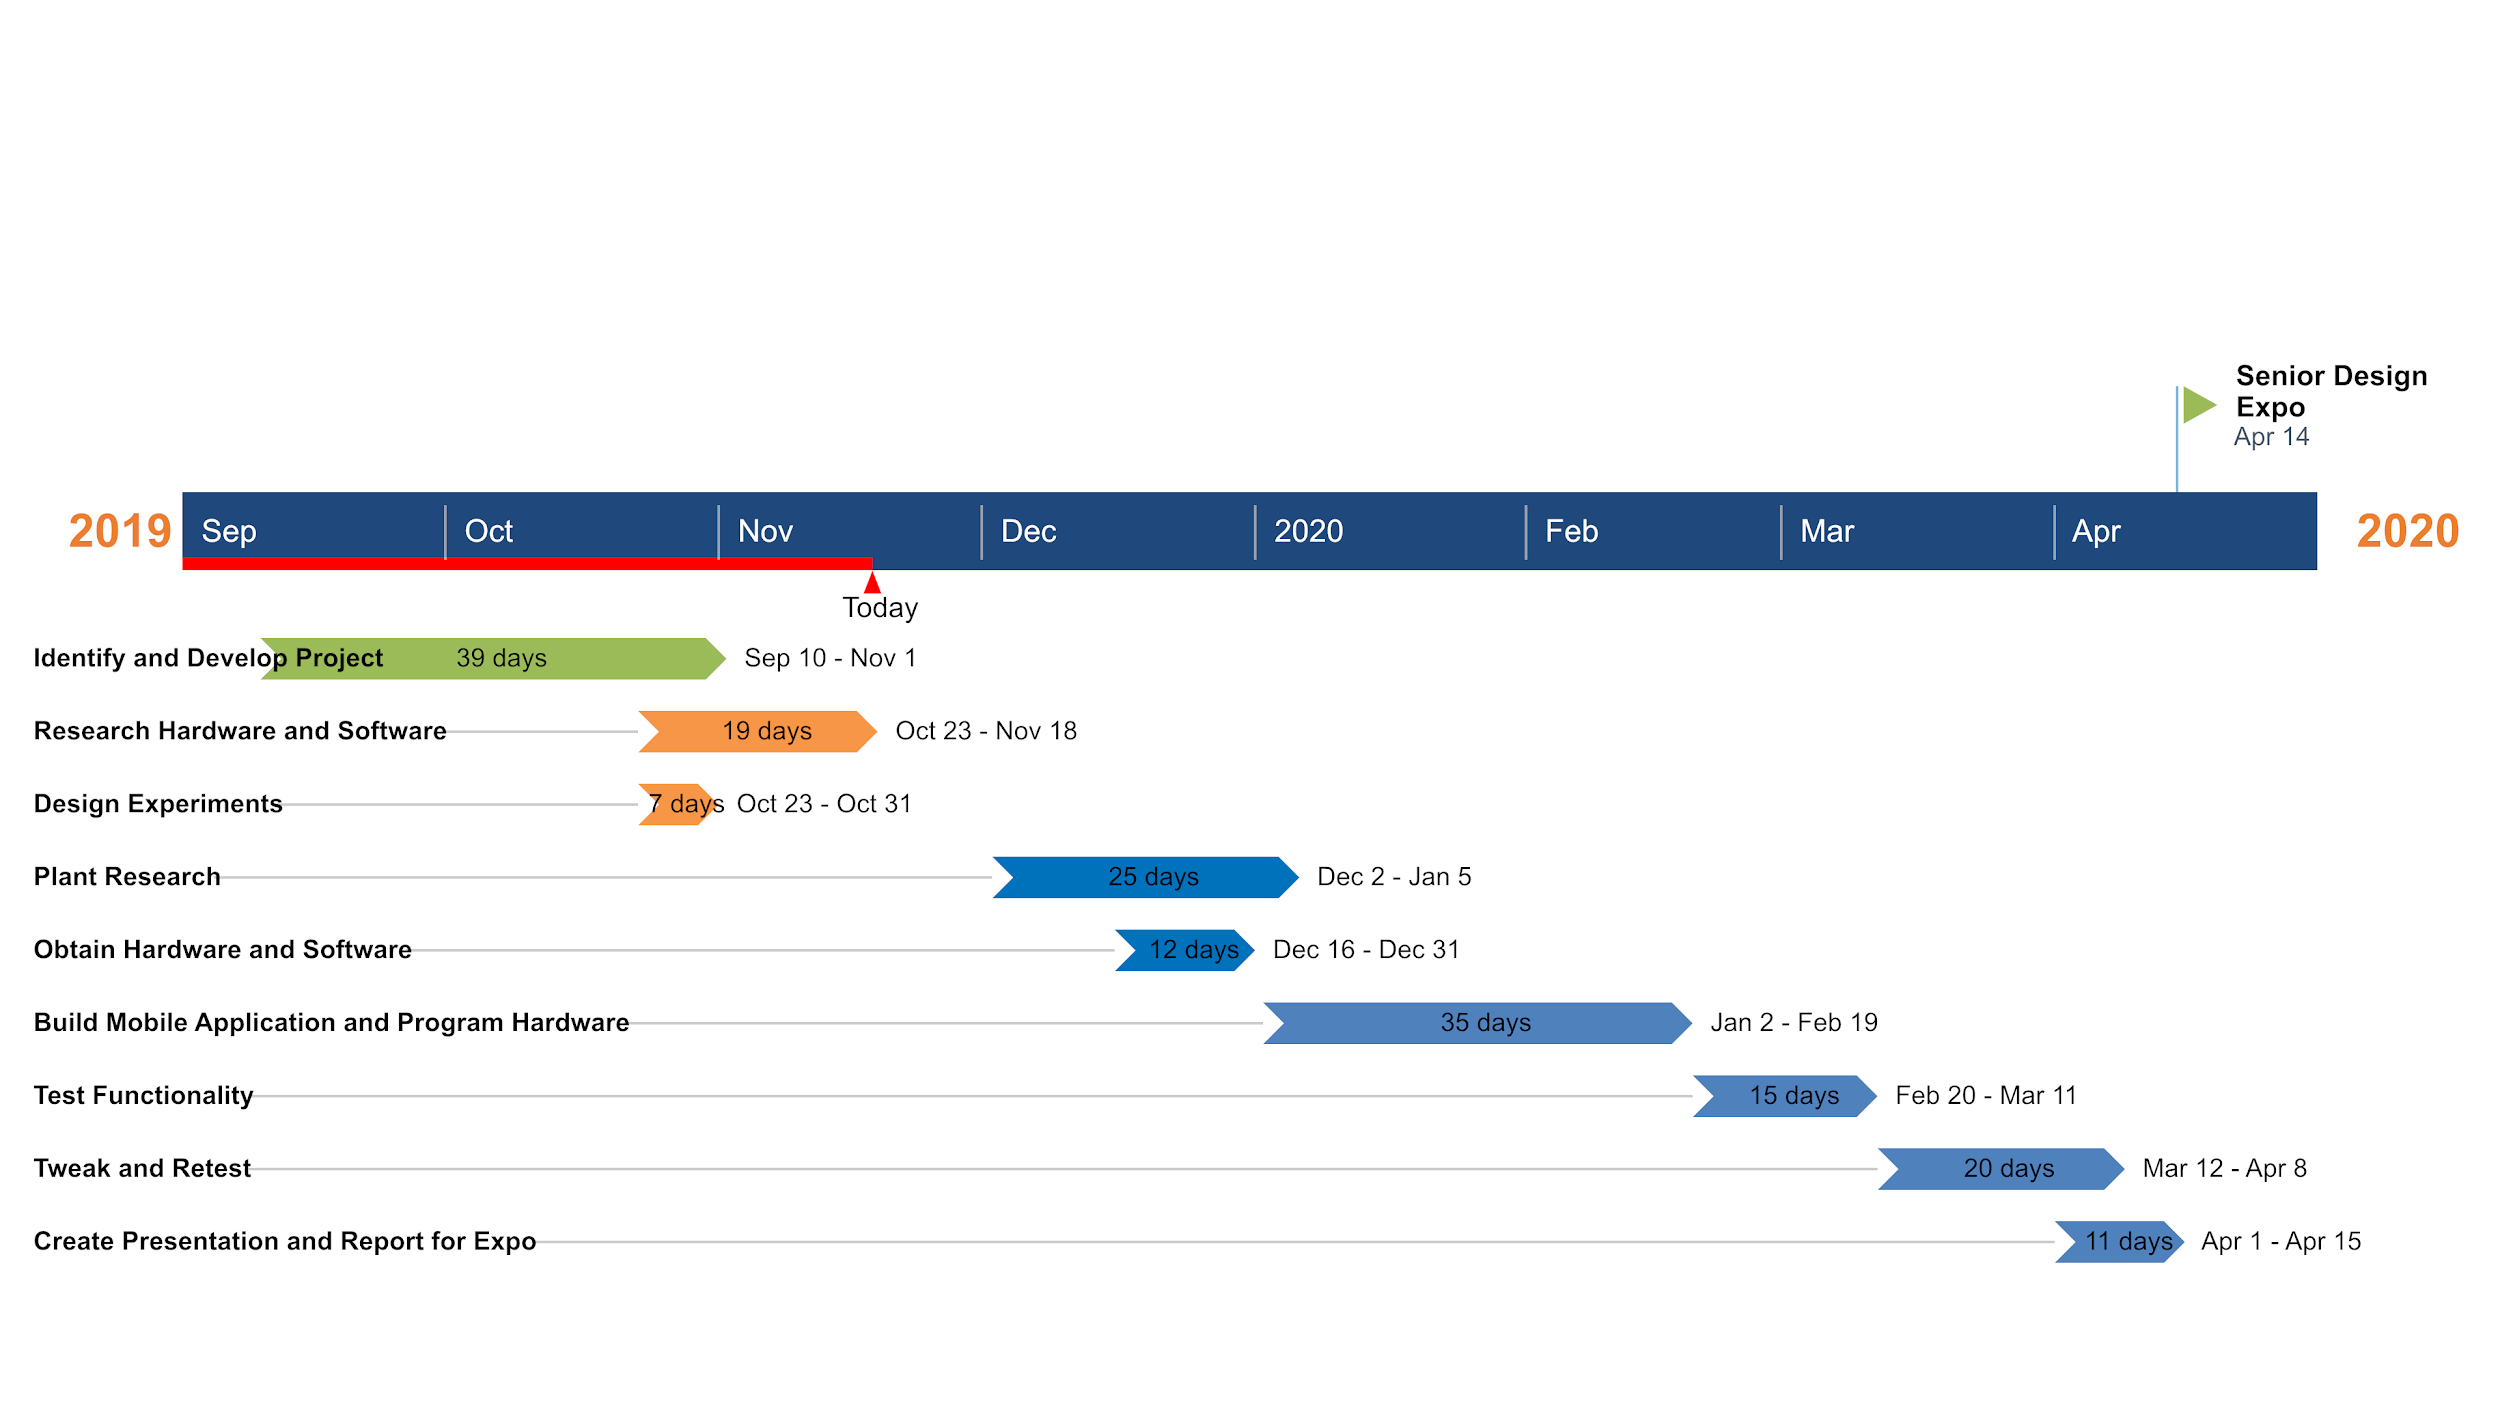 Senior Design
Expo
Apr 14
2019 Sep Oct Nov Dec 2020 Feb Mar Apr 2020
Today
Identify and Develop Project 39 days Sep 10 - Nov 1
Research Hardware and Software 19 days Oct 23 - Nov 18
Design Experiments 7 days Oct 23 - Oct 31
Plant Research 25 days Dec 2 - Jan 5
Obtain Hardware and Software 12 days Dec 16 - Dec 31
Build Mobile Application and Program Hardware 35 days Jan 2 - Feb 19
Test Functionality 15 days Feb 20 - Mar 11
Tweak and Retest 20 days Mar 12 - Apr 8
Create Presentation and Report for Expo 11 days Apr 1 - Apr 15